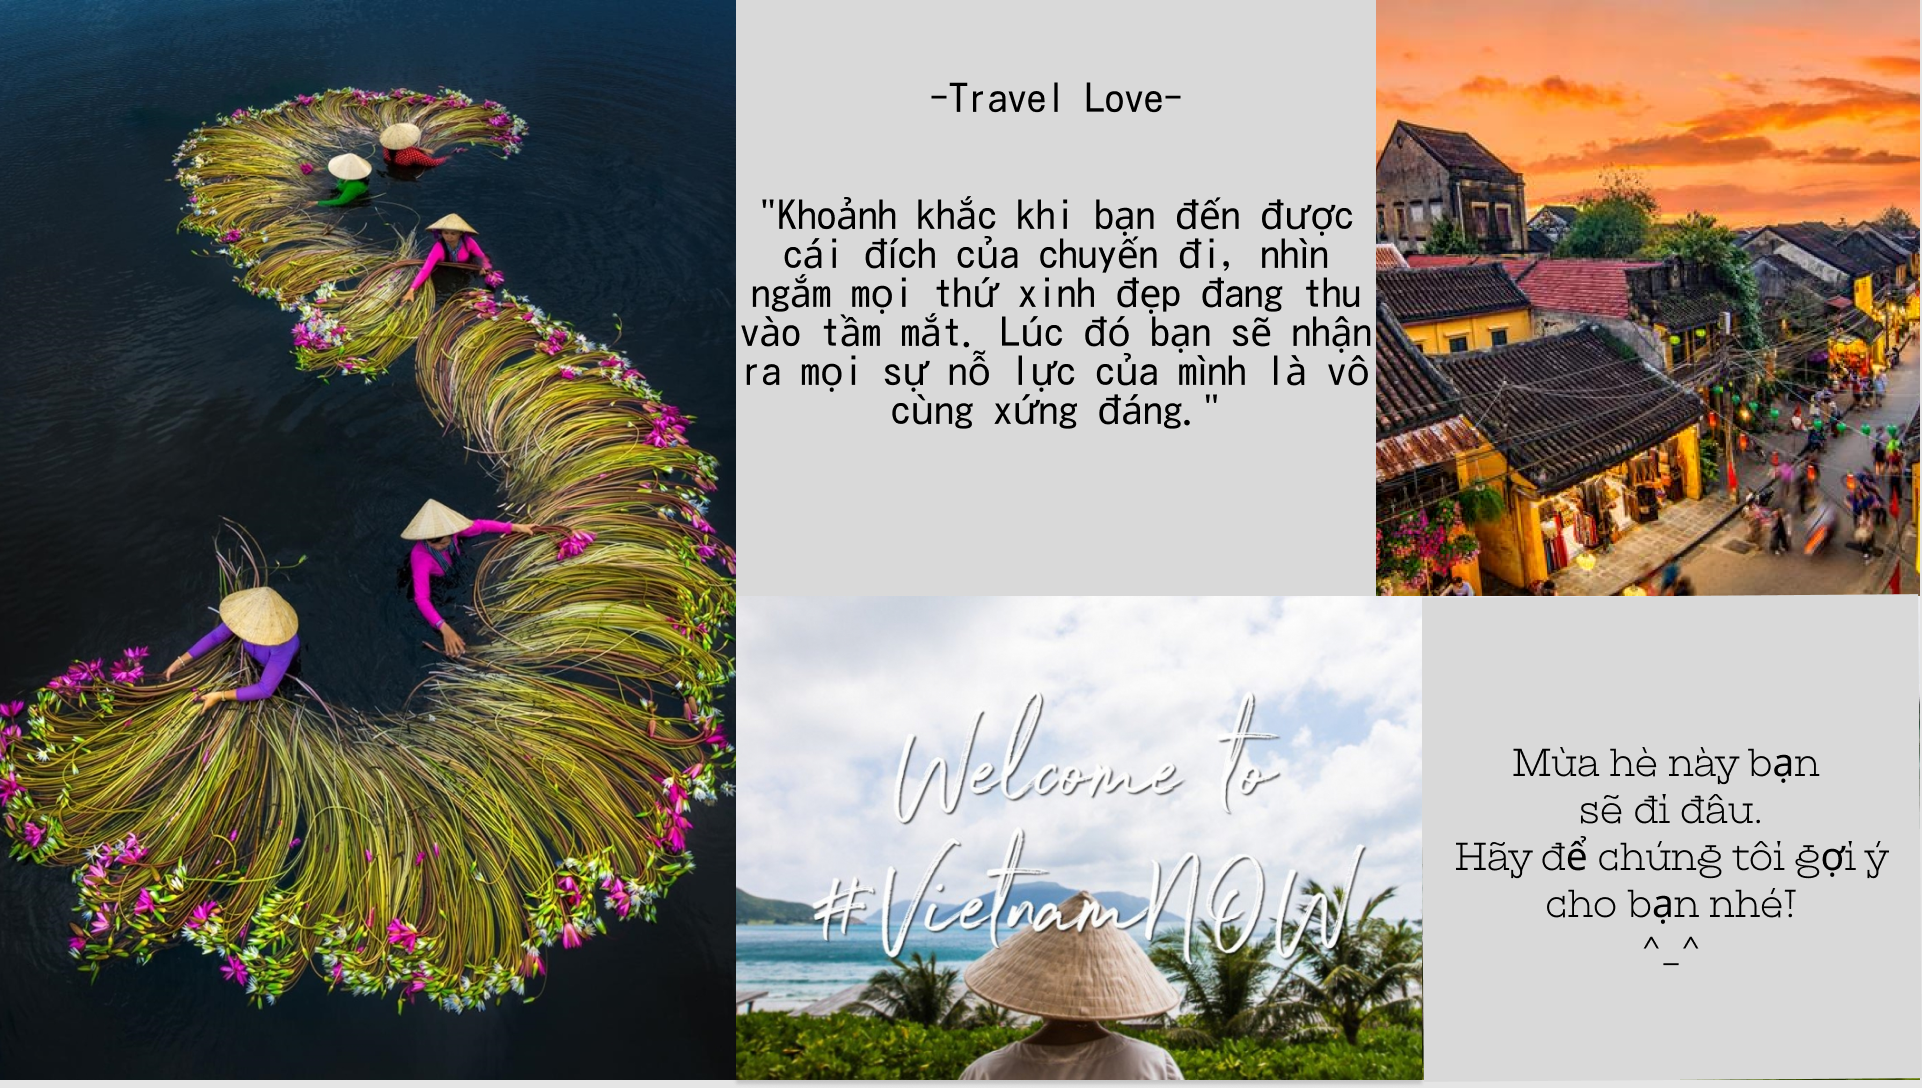 -Travel Love-
"Khoảnh khắc khi bạn đến được
cái đích của chuyến đi, nhìn
ngắm mọi thứ xinh đẹp đang thu
vào tầm mắt. Lúc đó bạn sẽ nhận
ra mọi sự nỗ lực của mình là vô
cùng xứng đáng."
Welcome to
#VietnamNOW
Mùa hè này bạn
sẽ đi đâu.
Hãy để chúng tôi gợi ý
cho bạn nhé!
^_^